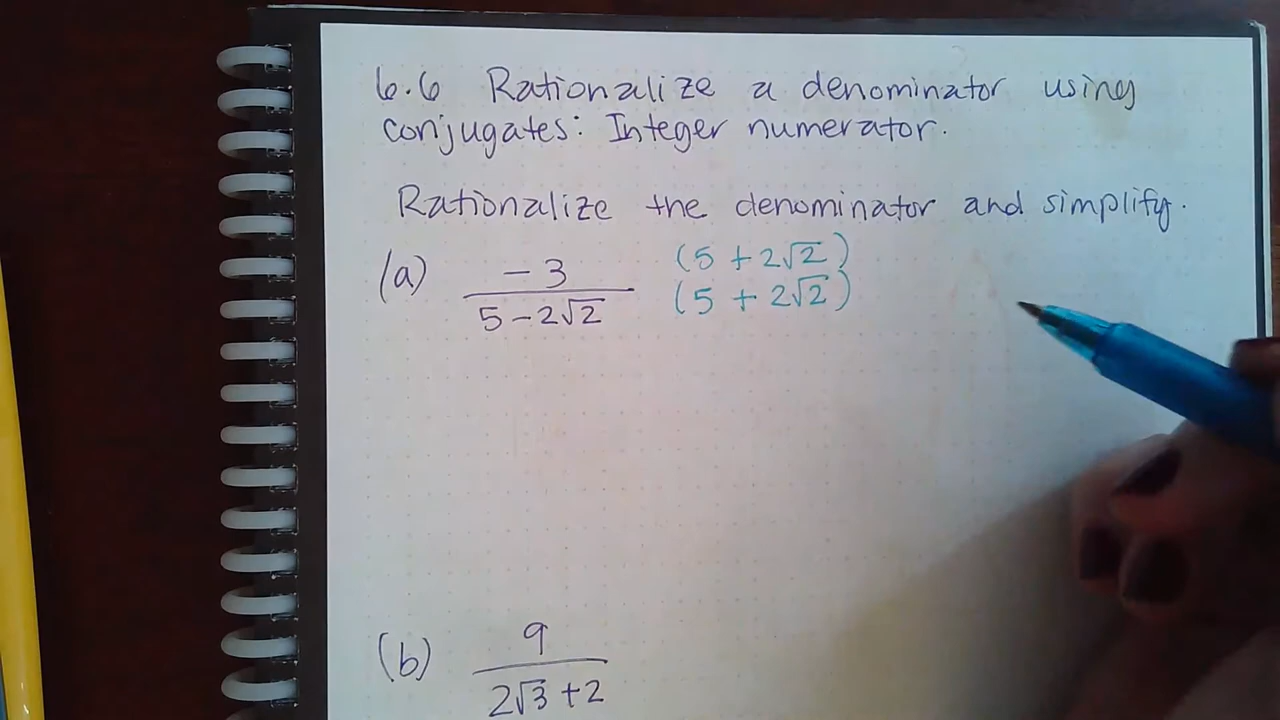 6.6 Rationalize a denominator using
conjugates: Integer numerator.
Rationalize the denominator and simplify.
(a) -3 (5 + 2√2)
5-2√2 (5 + 2√2)
(b) 9
2√3 +2